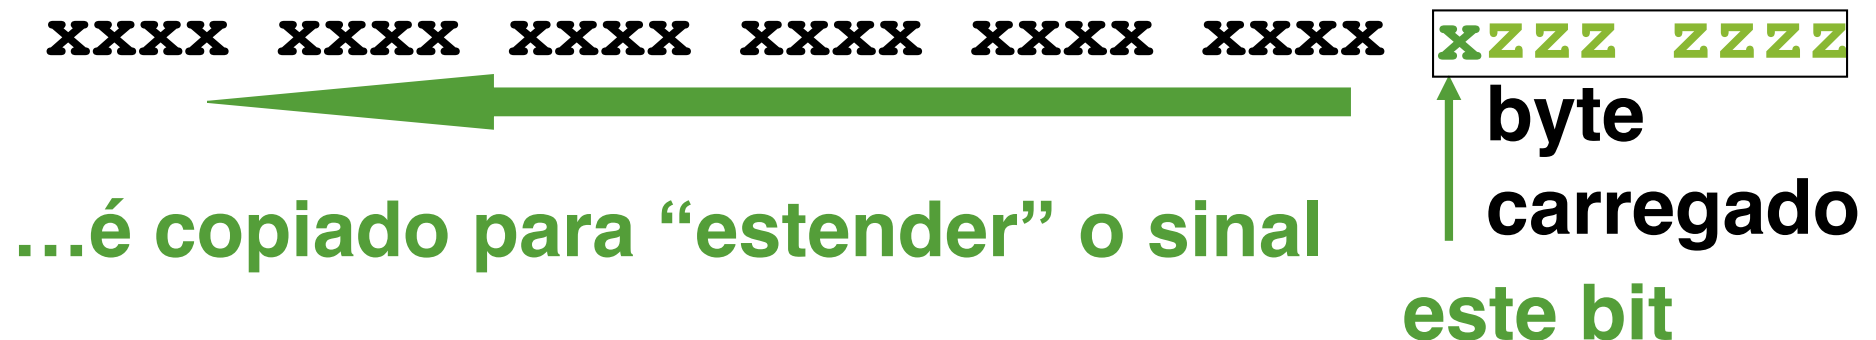 xxxx xxxx xxxx xxxx xxxx xxxx xzzz zzzz
byte
carregado
...é copiado para “estender” o sinal
este bit